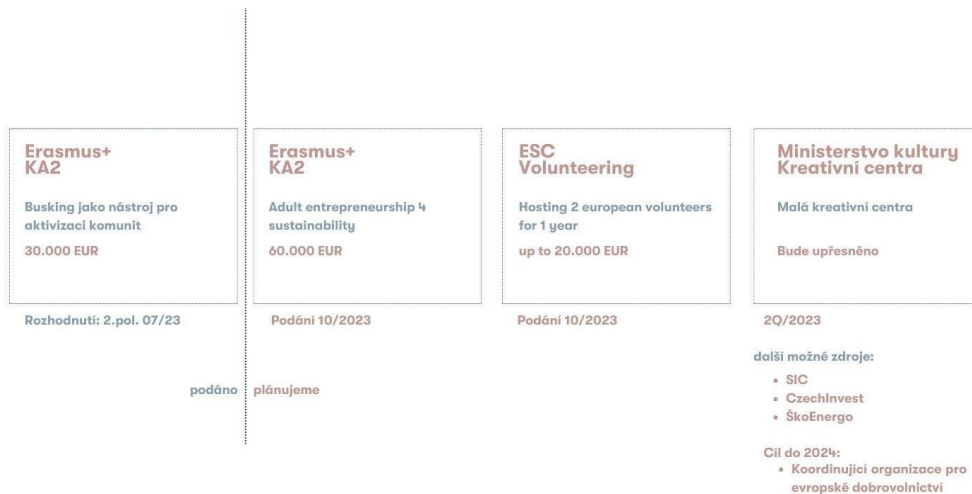 Erasmus+
KA2
Busking jako nástroj pro
aktivizaci komunit
30.000 EUR
Rozhodnutí: 2.pol. 07/23
Erasmus+
KA2
Adult entrepreneurship 4
sustainability
60.000 EUR
Podání 10/2023
ESC
Volunteering
Hosting 2 european volunteers
for 1 year
up to 20.000 EUR
Podání 10/2023
Ministerstvo kultury
Kreativní centra
Malá kreativní centra
Bude upřesněno
2Q/2023
podáno
plánujeme
další možné zdroje:
• SIC
• CzechInvest
• ŠkoEnergo
Cíl do 2024:
• Koordinující organizace pro
evropské dobrovolnictví